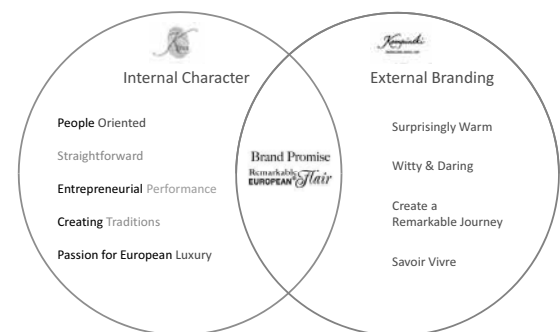 Kempinski
Internal Character
External Branding
People Oriented
Straightforward
Entrepreneurial Performance
Creating Traditions
Passion for European Luxury
Brand Promise
Remarkable
EUROPEAN Flair
Surprisingly Warm
Witty & Daring
Create a
Remarkable Journey
Savoir Vivre